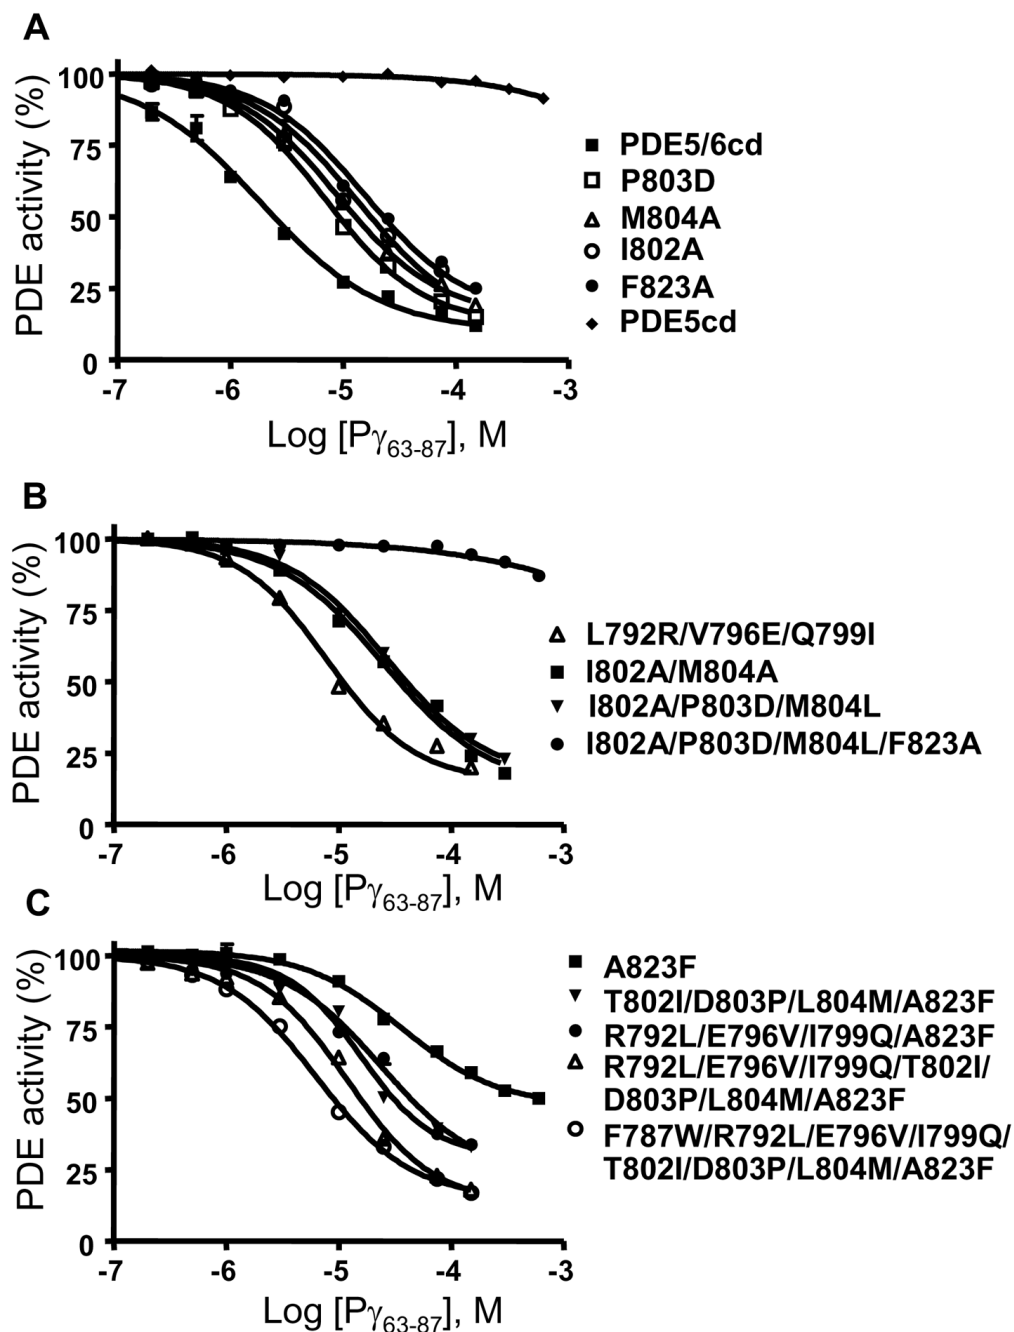 A
PDE activity (%)
100
75
50
25
0
-7
-6
-5
-4
-3
Log [Pγ63-87], M
PDE5/6cd
P803D
M804A
I802A
F823A
PDE5cd
B
PDE activity (%)
100
75
50
25
0
-7
-6
-5
-4
-3
Log [Pγ63-87], M
L792R/V796E/Q799I
I802A/M804A
I802A/P803D/M804L
I802A/P803D/M804L/F823A
C
PDE activity (%)
100
75
50
25
0
-7
-6
-5
-4
-3
Log [Pγ63-87], M
A823F
T802I/D803P/L804M/A823F
R792L/E796V/I799Q/A823F
R792L/E796V/I799Q/T802I/
D803P/L804M/A823F
F787W/R792L/E796V/I799Q/
T802I/D803P/L804M/A823F